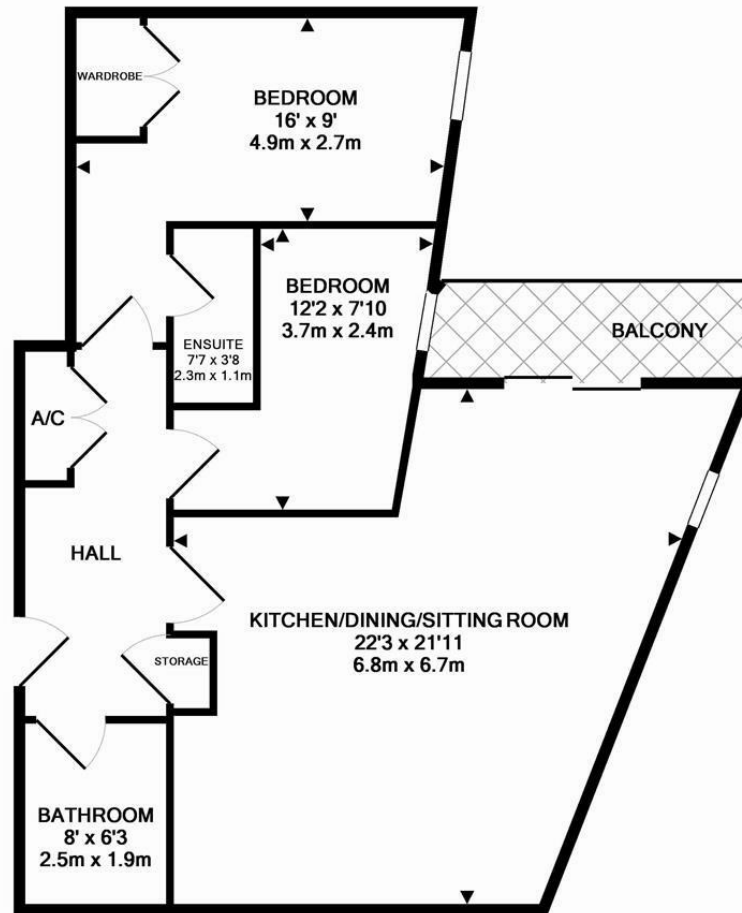 WARDROBE
BEDROOM
16' x 9'
4.9m x 2.7m
BEDROOM
12'2 x 7'10
3.7m x 2.4m
ENSUITE
7'7 x 3'8
2.3m x 1.1m
BALCONY
A/C
HALL
KITCHEN/DINING/SITTING ROOM
22'3 x 21'11
6.8m x 6.7m
STORAGE
BATHROOM
8' x 6'3
2.5m x 1.9m